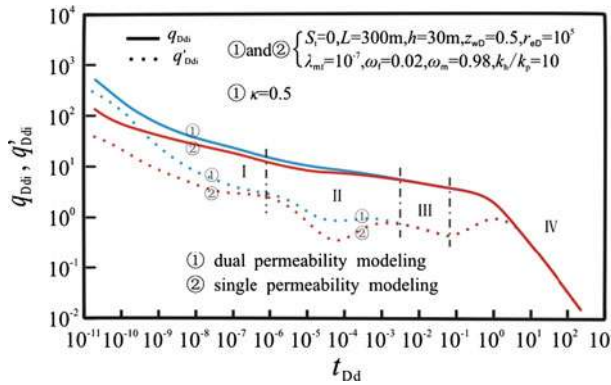 q_Ddi
q'_Ddi
①and② { S_t=0, L=300m, h=30m, z_wD=0.5, r_eD=10^5
λ_mf=10^-7, ω_f=0.02, ω_m=0.98, k_h/k_p=10
① κ=0.5
10^4
10^3
10^2
10^1
10^0
10^-1
10^-2
q_Ddi, q'_Ddi
①
②
①
②
①
②
I
II
III
IV
① dual permeability modeling
② single permeability modeling
10^-11 10^-10 10^-9 10^-8 10^-7 10^-6 10^-5 10^-4 10^-3 10^-2 10^-1 10^0 10^1 10^2 10
t_Dd